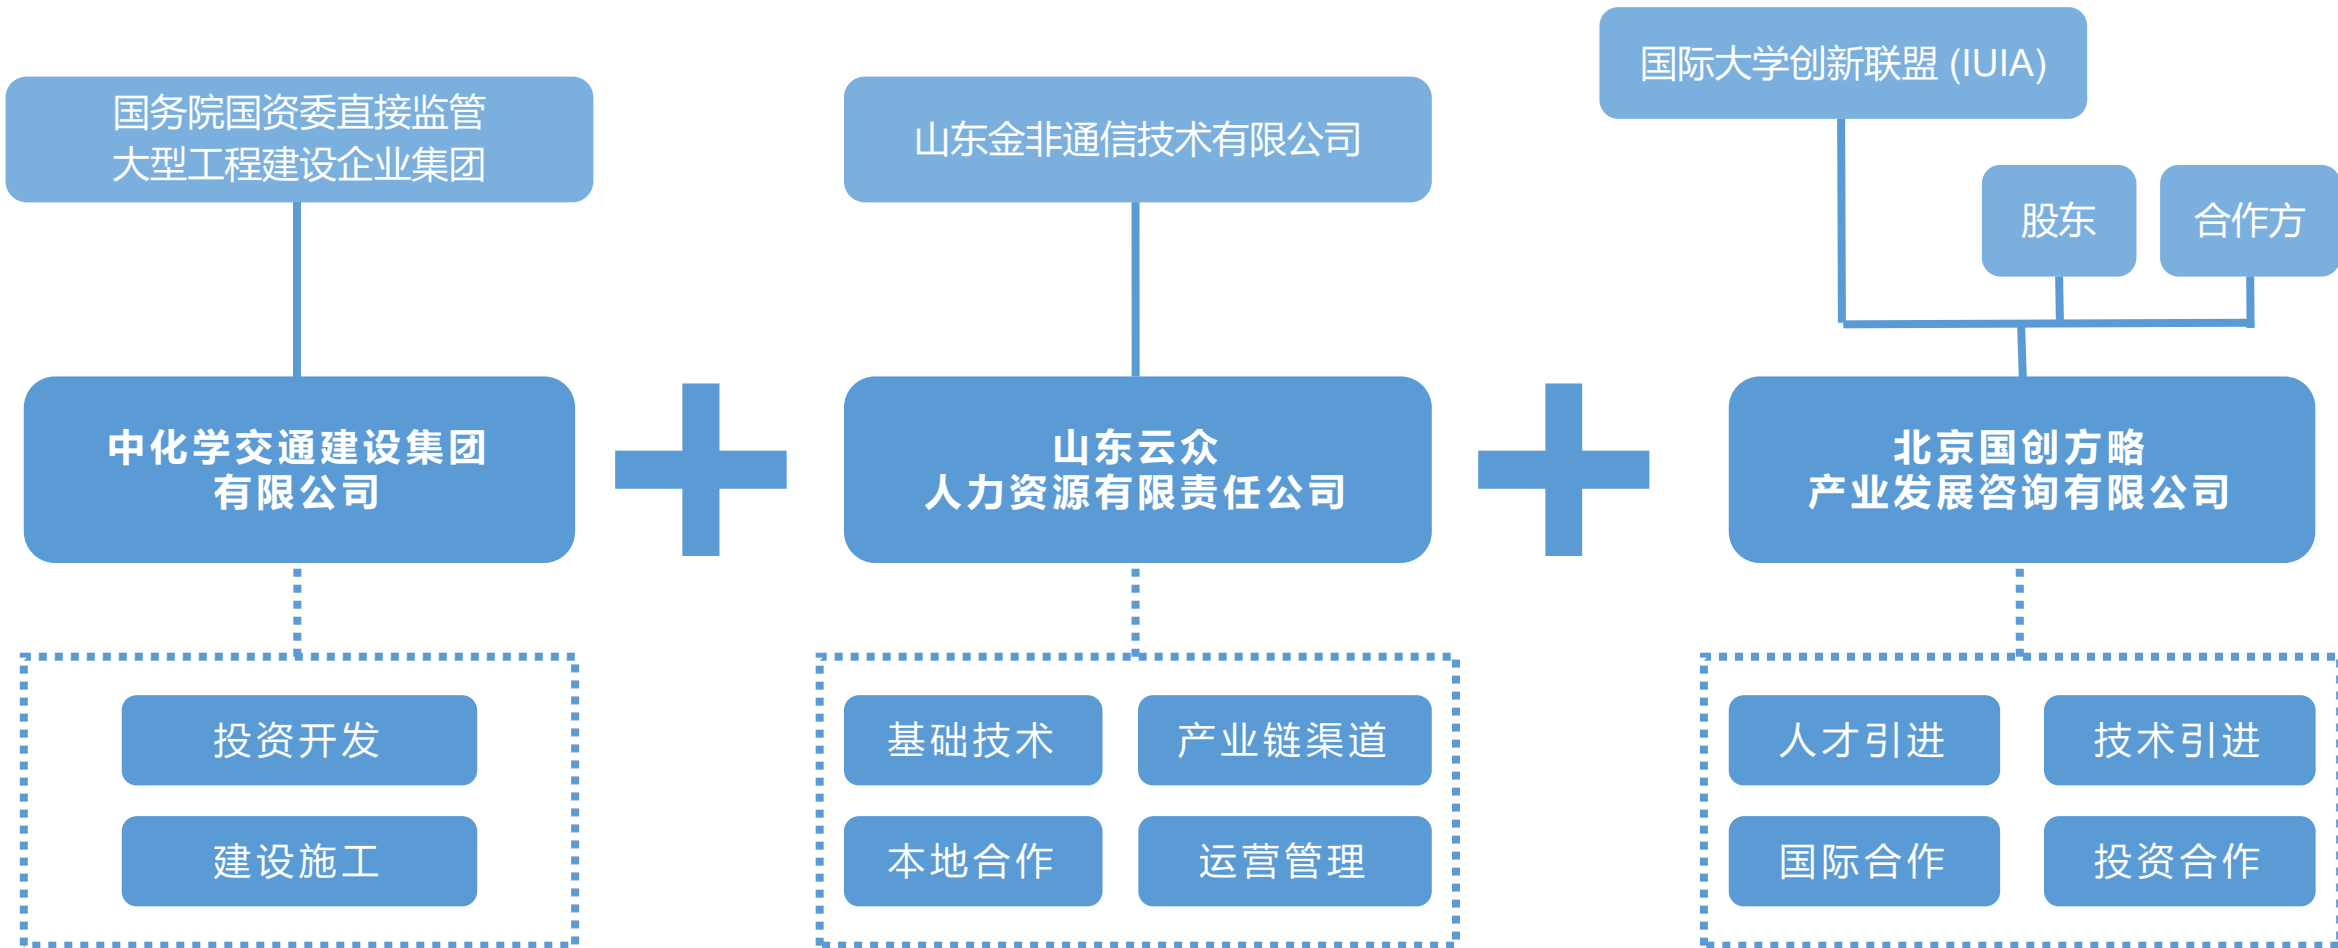 国际大学创新联盟 (IUIA)
国务院国资委直接监管
大型工程建设企业集团
山东金非通信技术有限公司
股东
合作方
中化学交通建设集团
有限公司
山东云众
人力资源有限责任公司
北京国创方略
产业发展咨询有限公司
投资开发
建设施工
基础技术
产业链渠道
本地合作
运营管理
人才引进
技术引进
国际合作
投资合作